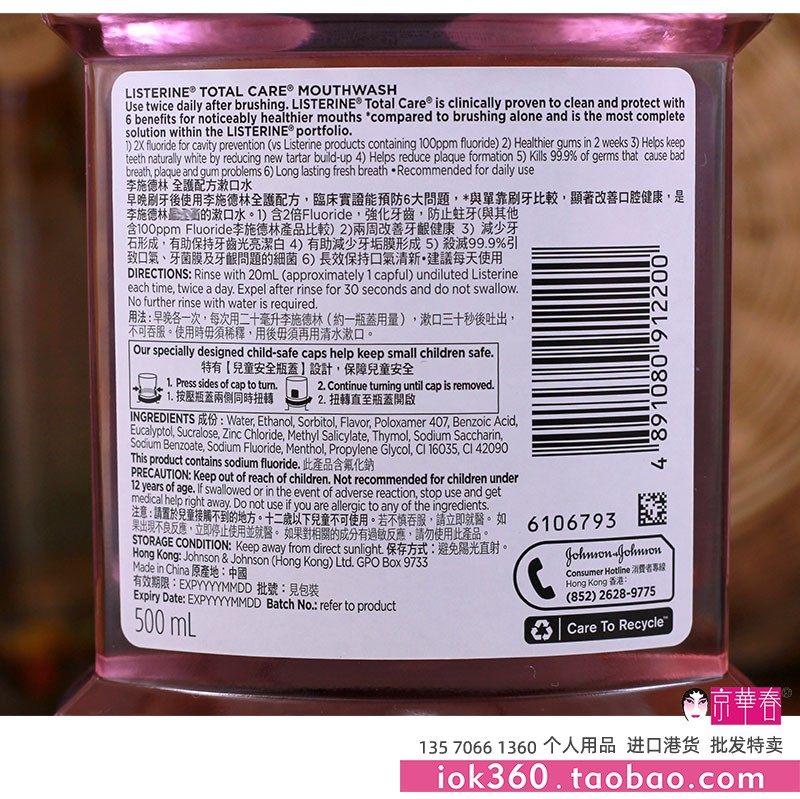 LISTERINE® TOTAL CARE® MOUTHWASH
Use twice daily after brushing. LISTERINE® Total Care® is clinically proven to clean and protect with
6 benefits for noticeably healthier mouths *compared to brushing alone and is the most complete
solution within the LISTERINE® portfolio.
1) 2X fluoride for cavity prevention (vs Listerine products containing 100ppm fluoride) 2) Healthier gums in 2 weeks 3) Helps keep
teeth naturally white by reducing new tartar build-up 4) Helps reduce plaque formation 5) Kills 99.9% of germs that cause bad
breath, plaque and gum problems 6) Long lasting fresh breath •Recommended for daily use
李施德林 全護配方漱口水
早晚刷牙後使用李施德林全護配方，臨床實證能預防6大問題，*與單靠刷牙比較，顯著改善口腔健康，是
李施德林的漱口水。1) 含2倍Fluoride，強化牙齒，防止蛀牙(與其他
含100ppm Fluoride李施德林產品比較) 2)兩周改善牙齦健康 3) 減少牙
石形成，有助保持牙齒光亮潔白 4) 有助減少牙垢膜形成 5) 殺滅99.9%引
致口氣、牙菌膜及牙齦問題的細菌 6) 長效保持口氣清新•建議每天使用
DIRECTIONS: Rinse with 20mL (approximately 1 capful) undiluted Listerine
each time, twice a day. Expel after rinse for 30 seconds and do not swallow.
No further rinse with water is required.
用法：早晚各一次，每次用二十毫升李施德林（約一瓶蓋用量），漱口三十秒後吐出，
不可吞服。使用時毋須稀釋，用後毋須再用清水漱口。
Our specially designed child-safe caps help keep small children safe.
特有【兒童安全瓶蓋】設計，保障兒童安全
1. Press sides of cap to turn.
1. 按壓瓶蓋兩側同時扭轉
2. Continue turning until cap is removed.
2. 扭轉直至瓶蓋開啟
INGREDIENTS 成份：Water, Ethanol, Sorbitol, Flavor, Poloxamer 407, Benzoic Acid,
Eucalyptol, Sucralose, Zinc Chloride, Methyl Salicylate, Thymol, Sodium Saccharin,
Sodium Benzoate, Sodium Fluoride, Menthol, Propylene Glycol, CI 16035, CI 42090
This product contains sodium fluoride. 此產品含氟化鈉
PRECAUTION: Keep out of reach of children. Not recommended for children under
12 years of age. If swallowed or in the event of adverse reaction, stop use and get
medical help right away. Do not use if you are allergic to any of the ingredients.
注意：請置於兒童接觸不到的地方。十二歲以下兒童不可使用。若不慎吞服，請立即就醫。如
果出現不良反應，立即停止使用並就醫。如果對相關的成分有過敏反應，請勿使用此產品。
STORAGE CONDITION: Keep away from direct sunlight. 保存方式：避免陽光直射。
Hong Kong: Johnson & Johnson (Hong Kong) Ltd. GPO Box 9733
Made in China 原產地：中國
有效期限：EXPYYYYMMDD 批號：見包裝
Expiry Date: EXPYYYYMMDD Batch No.: refer to product
500 mL
4 891080 912200
6106793
Johnson & Johnson
Consumer Hotline 消費者專線
Hong Kong 香港：
(852) 2628-9775
Care To Recycle™
京華春®
135 7066 1360 个人用品 进口港货 批发特卖
iok360.taobao.com